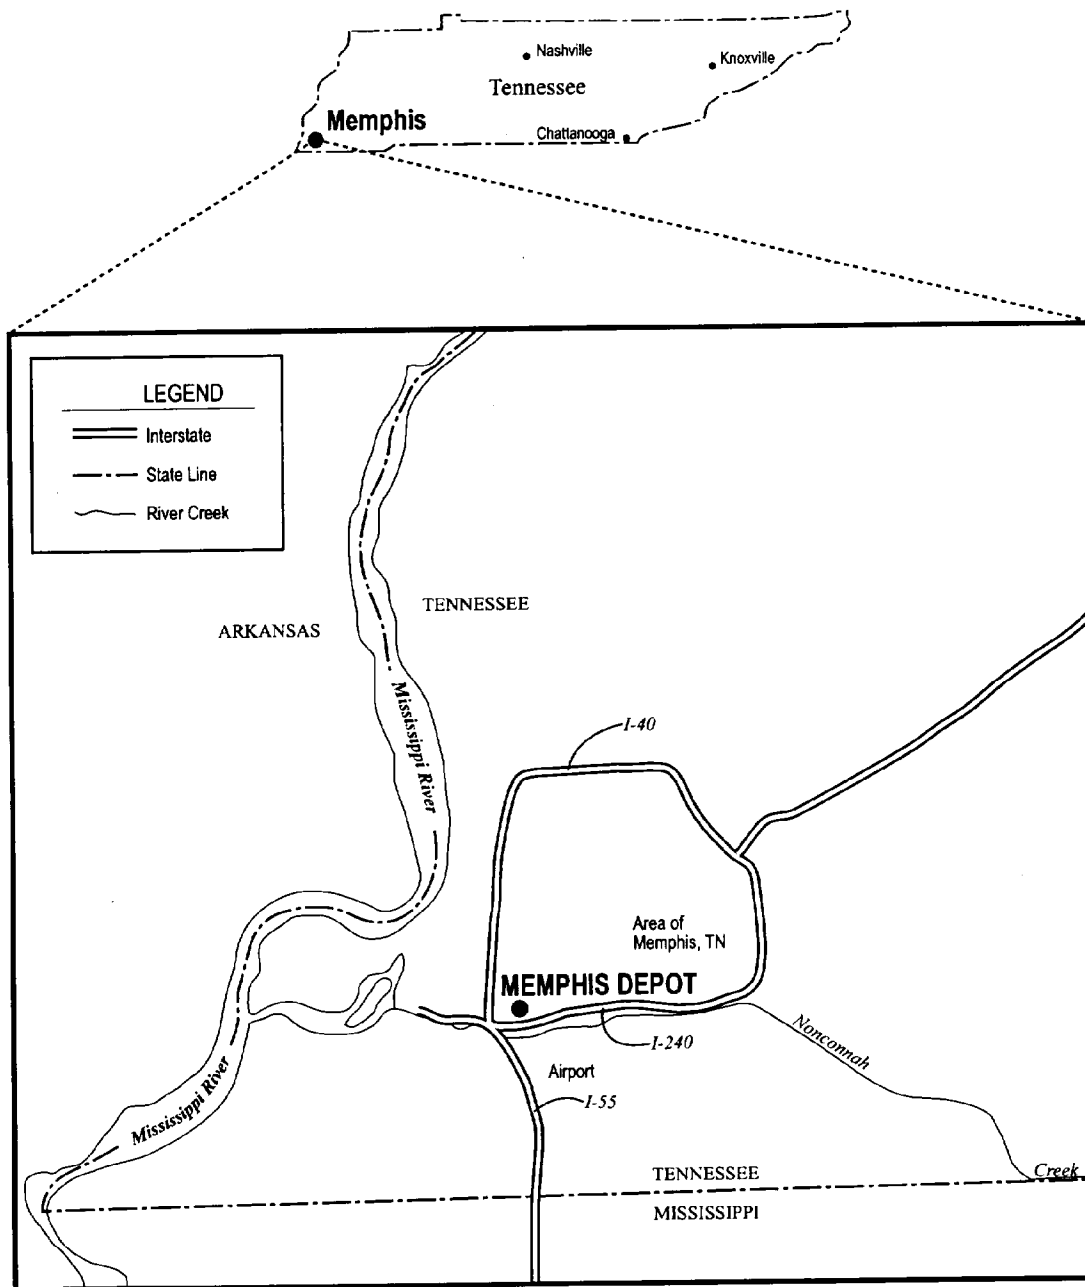 Nashville
Knoxville
Tennessee
Memphis
Chattanooga
LEGEND
Interstate
State Line
River Creek
ARKANSAS
TENNESSEE
Mississippi River
I-40
Area of
Memphis, TN
MEMPHIS DEPOT
I-240
Nonconnah
Airport
I-55
Mississippi River
Creek
TENNESSEE
MISSISSIPPI